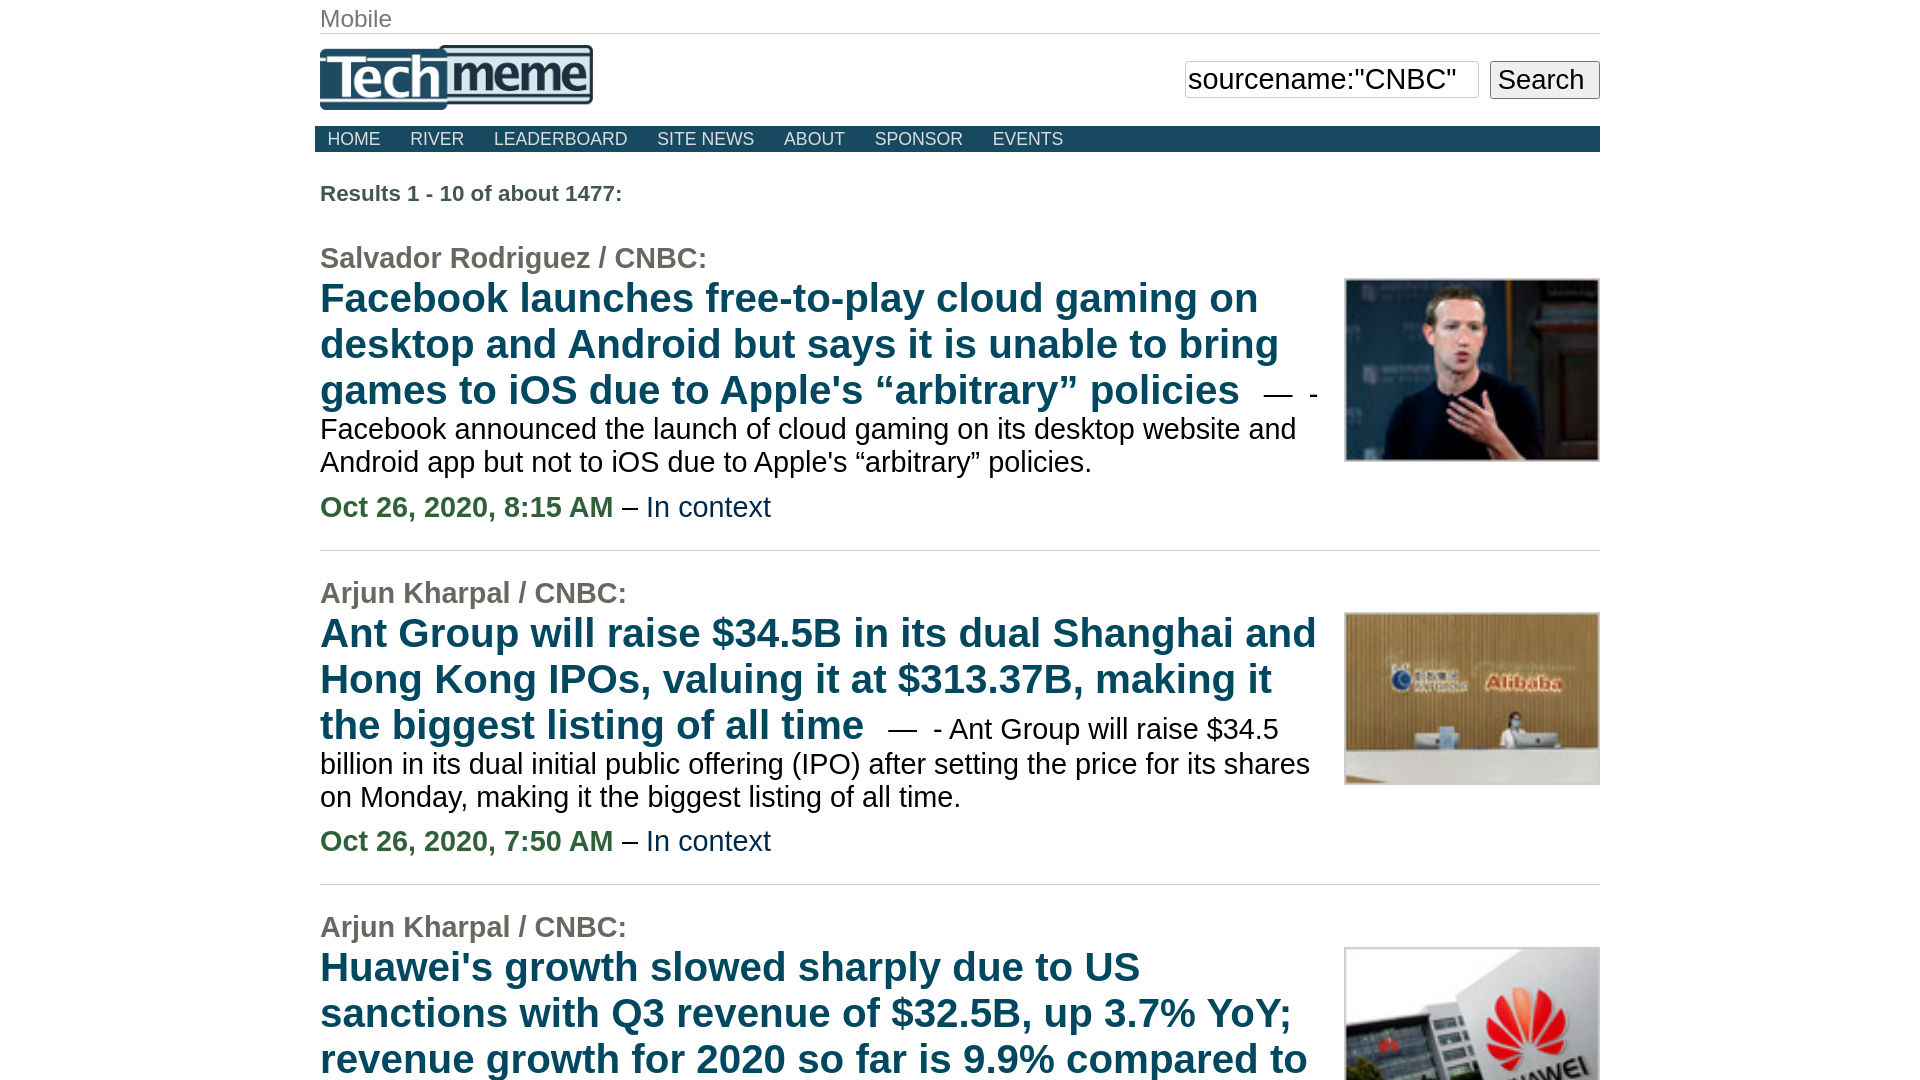 Mobile
Techmeme
sourcename:"CNBC"
Search
HOME RIVER LEADERBOARD SITE NEWS ABOUT SPONSOR EVENTS
Results 1 - 10 of about 1477:
Salvador Rodriguez / CNBC:
Facebook launches free-to-play cloud gaming on
desktop and Android but says it is unable to bring
games to iOS due to Apple's “arbitrary” policies — -
Facebook announced the launch of cloud gaming on its desktop website and
Android app but not to iOS due to Apple's “arbitrary” policies.
Oct 26, 2020, 8:15 AM – In context
Arjun Kharpal / CNBC:
Ant Group will raise $34.5B in its dual Shanghai and
Hong Kong IPOs, valuing it at $313.37B, making it
the biggest listing of all time — - Ant Group will raise $34.5
billion in its dual initial public offering (IPO) after setting the price for its shares
on Monday, making it the biggest listing of all time.
Oct 26, 2020, 7:50 AM – In context
Alibaba
Arjun Kharpal / CNBC:
Huawei's growth slowed sharply due to US
sanctions with Q3 revenue of $32.5B, up 3.7% YoY;
revenue growth for 2020 so far is 9.9% compared to
HUAWEI